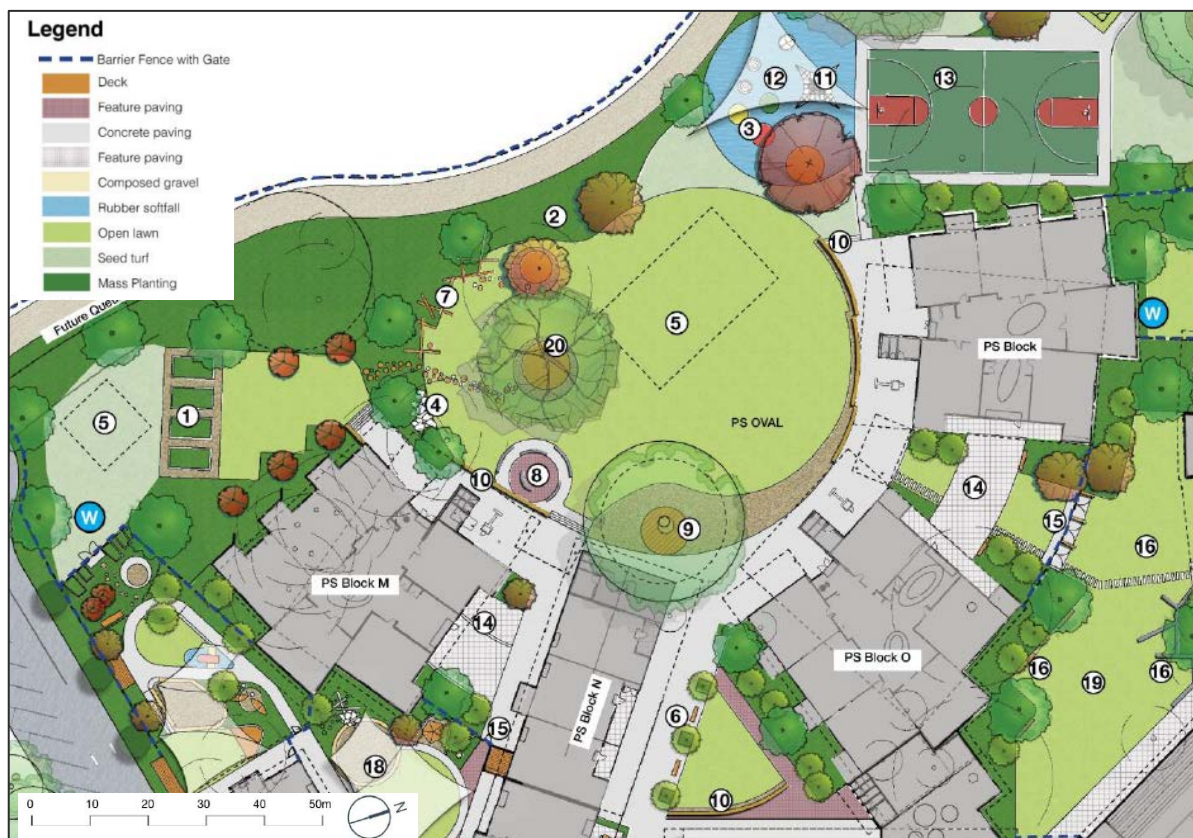 Legend
Barrier Fence with Gate
Deck
Feature paving
Concrete paving
Feature paving
Composed gravel
Rubber softfall
Open lawn
Seed turf
Mass Planting
12
11
13
3
2
10
7
5
20
PS Block
W
Future
1
5
4
PS OVAL
8
10
14
9
15
16
W
PS Block M
14
PS Block O
16
16
19
PS Block N
6
15
18
10
0 10 20 30 40 50m
N